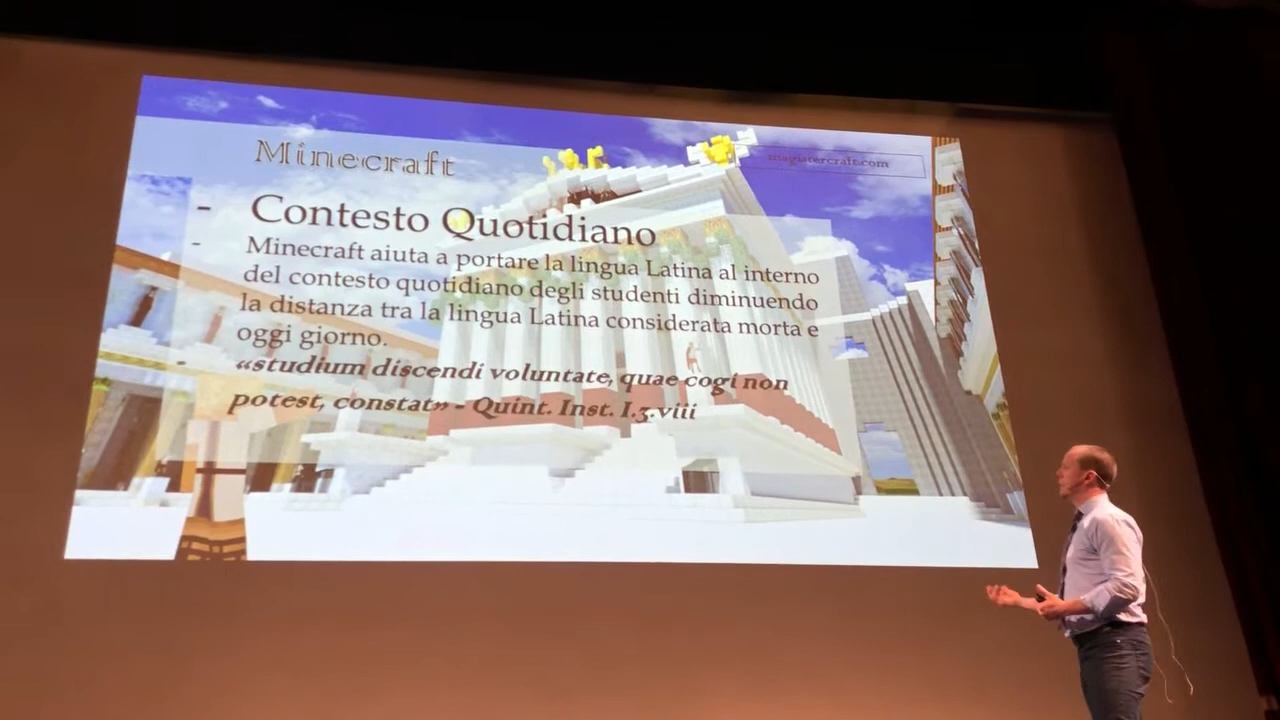 Minecraft
magistercraft.com
- Contesto Quotidiano
- Minecraft aiuta a portare la lingua Latina al interno
del contesto quotidiano degli studenti diminuendo
la distanza tra la lingua Latina considerata morta e
oggi giorno.
- «studium discendi voluntate, quae cogi non
potest, constat» - Quint. Inst. I.3.viii